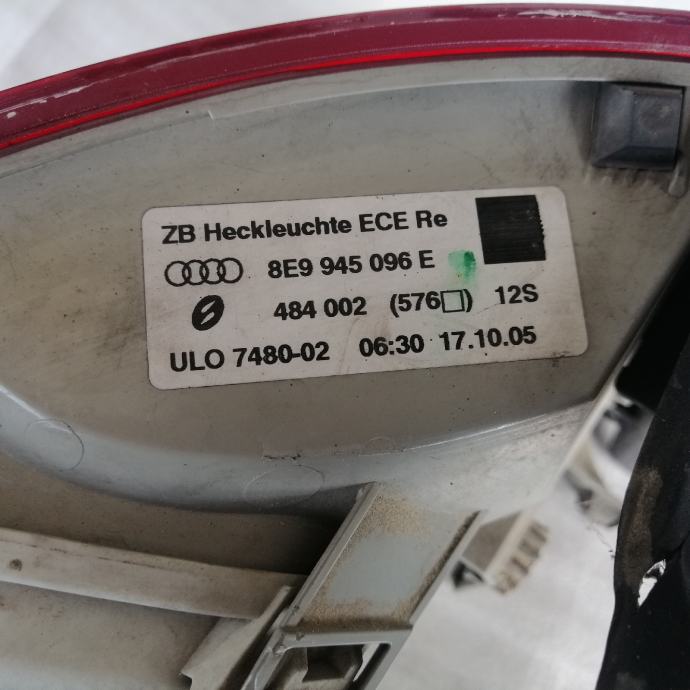 ZB Heckleuchte ECE Re
8E9 945 096 E
484 002 (576□) 12S
ULO 7480-02 06:30 17.10.05